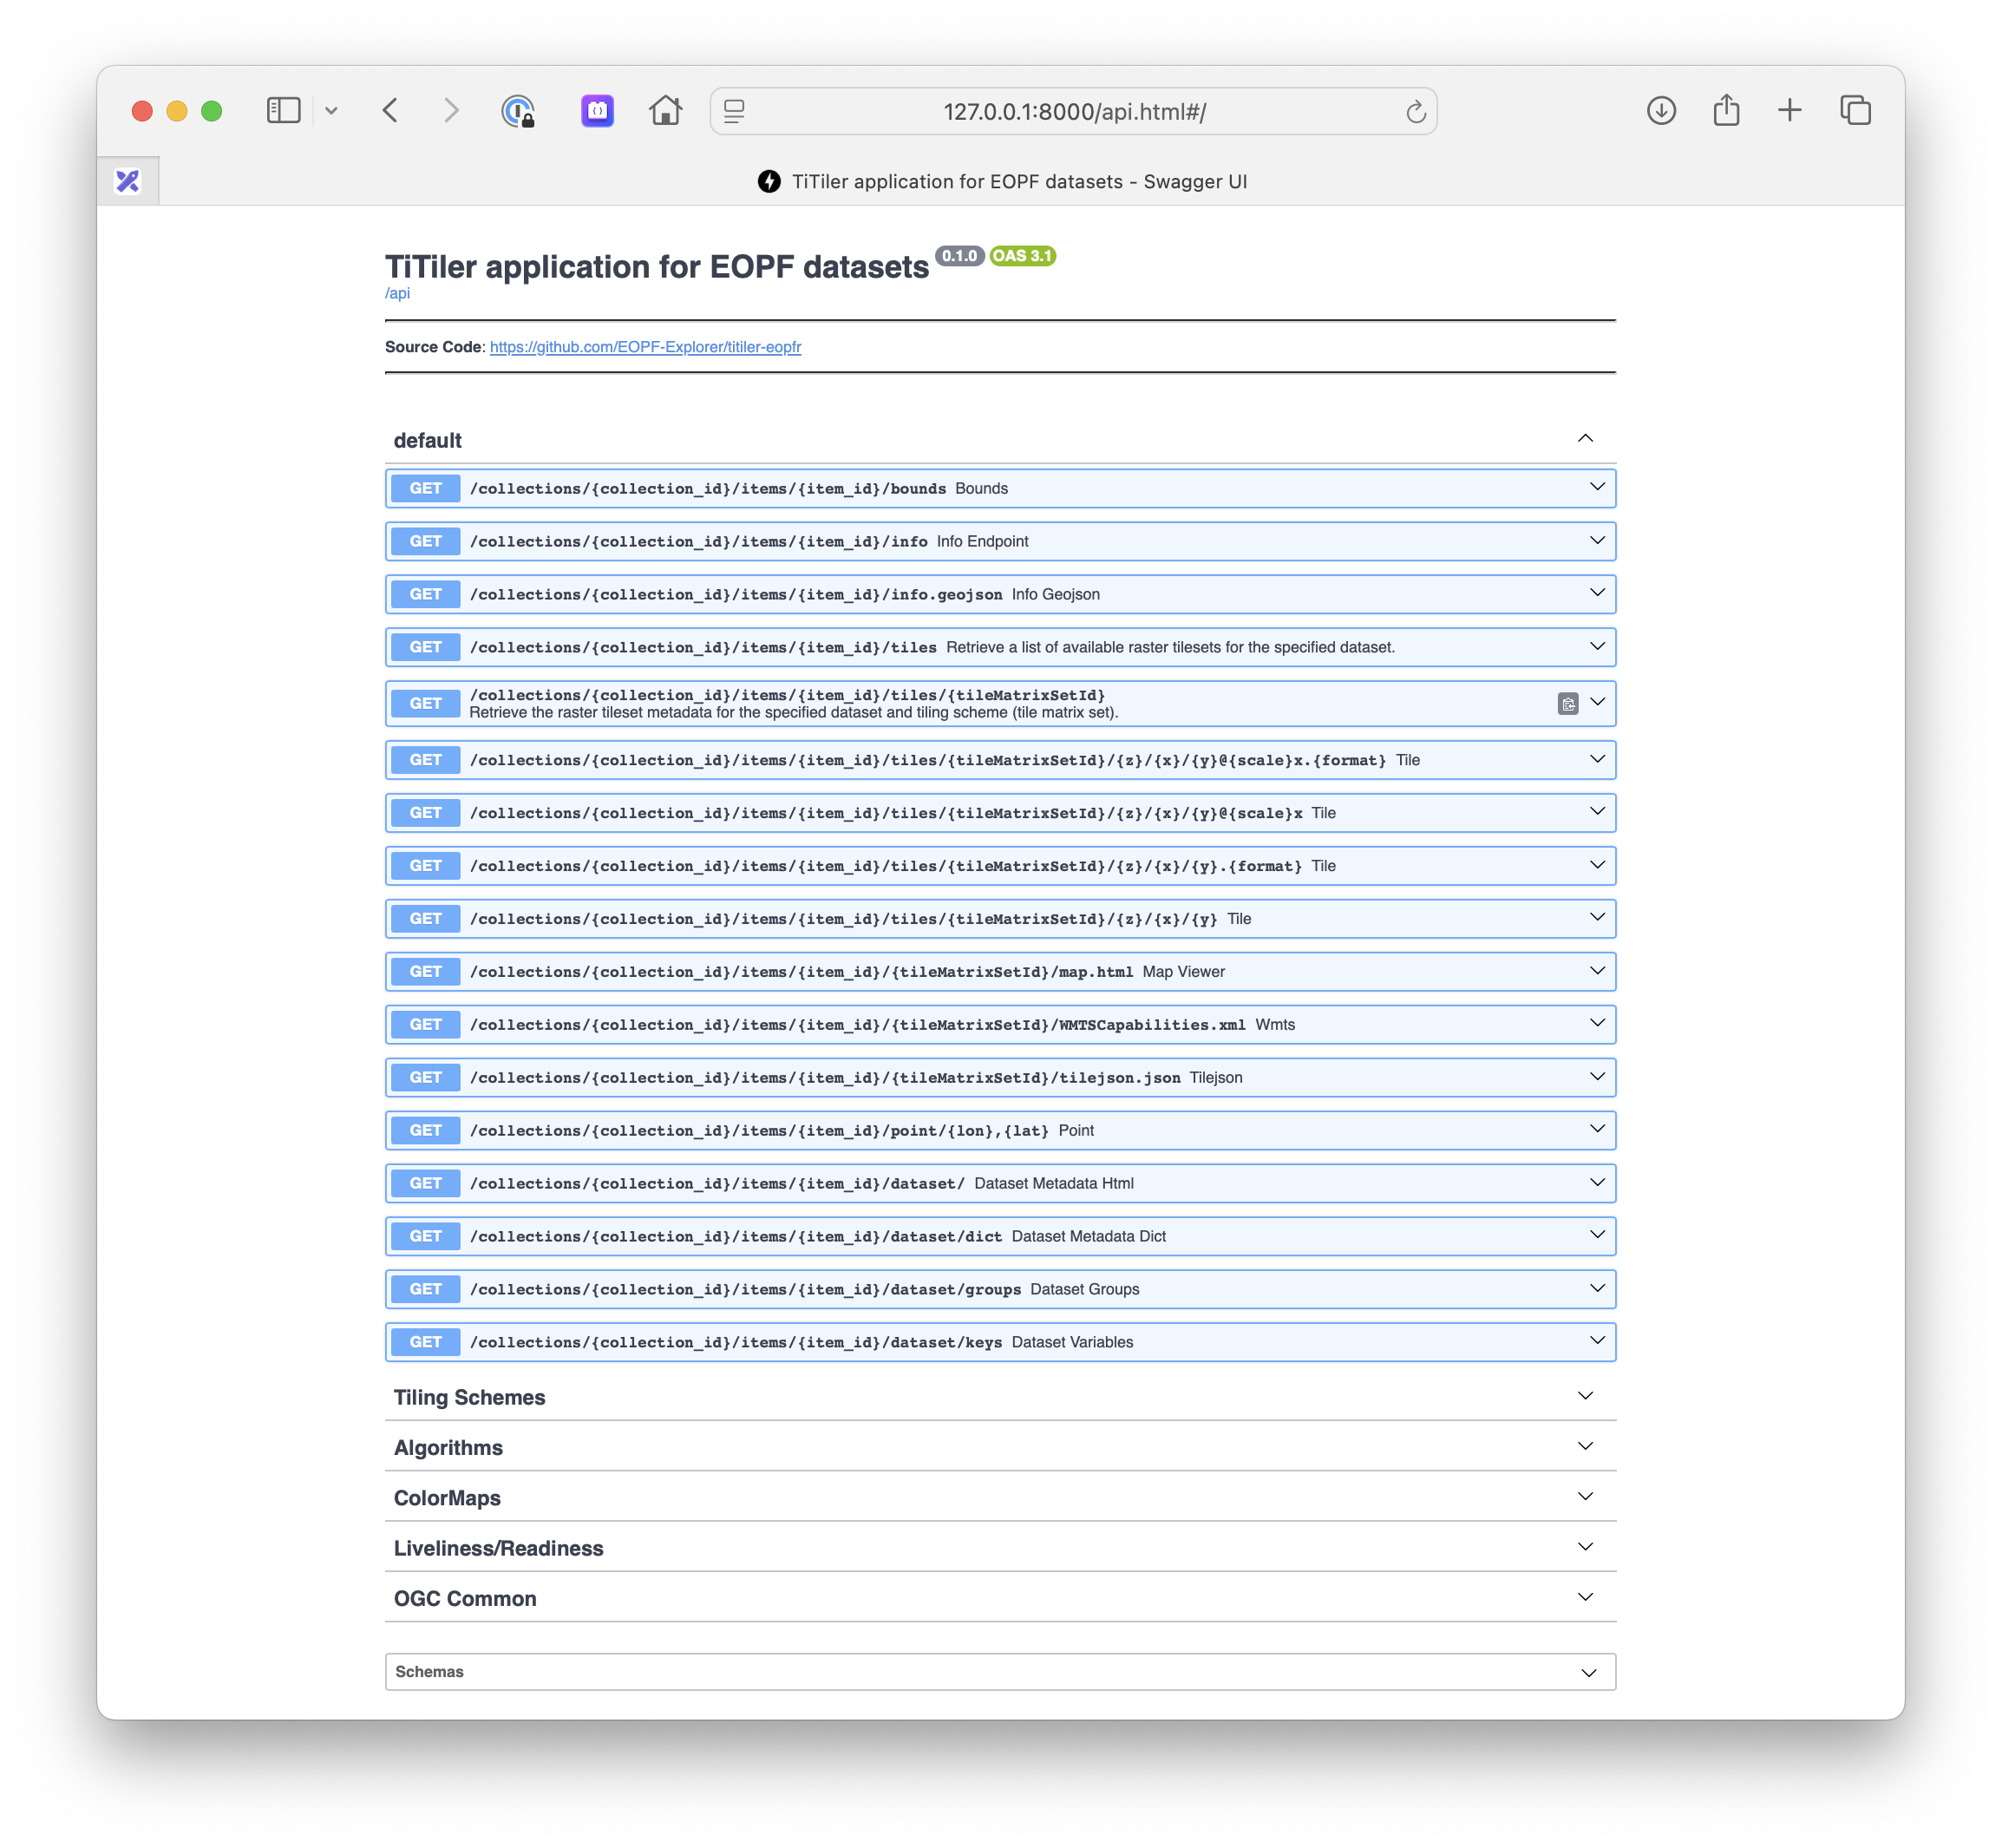 127.0.0.1:8000/api.html#/
TiTiler application for EOPF datasets - Swagger UI
TiTiler application for EOPF datasets 0.1.0 OAS 3.1
/api
Source Code: https://github.com/EOPF-Explorer/titiler-eopfr
default
GET /collections/{collection_id}/items/{item_id}/bounds Bounds
GET /collections/{collection_id}/items/{item_id}/info Info Endpoint
GET /collections/{collection_id}/items/{item_id}/info.geojson Info Geojson
GET /collections/{collection_id}/items/{item_id}/tiles Retrieve a list of available raster tilesets for the specified dataset.
GET /collections/{collection_id}/items/{item_id}/tiles/{tileMatrixSetId}
Retrieve the raster tileset metadata for the specified dataset and tiling scheme (tile matrix set).
GET /collections/{collection_id}/items/{item_id}/tiles/{tileMatrixSetId}/{z}/{x}/{y}@{scale}x.{format} Tile
GET /collections/{collection_id}/items/{item_id}/tiles/{tileMatrixSetId}/{z}/{x}/{y}@{scale}x Tile
GET /collections/{collection_id}/items/{item_id}/tiles/{tileMatrixSetId}/{z}/{x}/{y}.{format} Tile
GET /collections/{collection_id}/items/{item_id}/tiles/{tileMatrixSetId}/{z}/{x}/{y} Tile
GET /collections/{collection_id}/items/{item_id}/{tileMatrixSetId}/map.html Map Viewer
GET /collections/{collection_id}/items/{item_id}/{tileMatrixSetId}/WMTSCapabilities.xml Wmts
GET /collections/{collection_id}/items/{item_id}/{tileMatrixSetId}/tilejson.json Tilejson
GET /collections/{collection_id}/items/{item_id}/point/{lon},{lat} Point
GET /collections/{collection_id}/items/{item_id}/dataset/ Dataset Metadata Html
GET /collections/{collection_id}/items/{item_id}/dataset/dict Dataset Metadata Dict
GET /collections/{collection_id}/items/{item_id}/dataset/groups Dataset Groups
GET /collections/{collection_id}/items/{item_id}/dataset/keys Dataset Variables
Tiling Schemes
Algorithms
ColorMaps
Liveliness/Readiness
OGC Common
Schemas